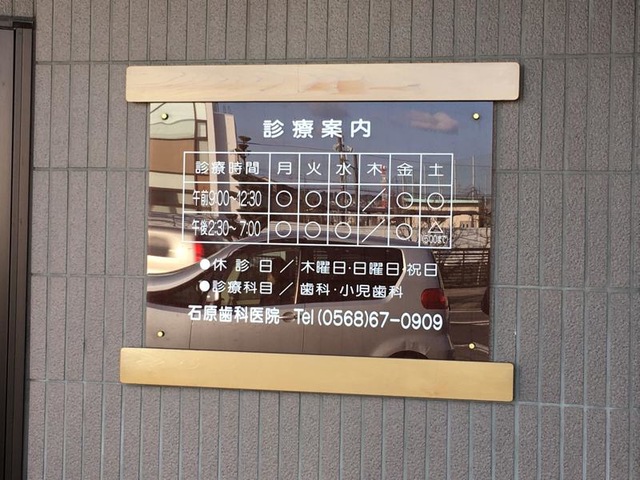 診療案内
診療時間 月 火 水 木 金 土
午前9:00~12:30 ○ ○ ○ ／ ○ ○
午後2:30~7:00 ○ ○ ○ ／ ○ △
●休診日／木曜日·日曜日·祝日
●診療科目／歯科·小児歯科
石原歯科医院 Tel(0568)67-0909